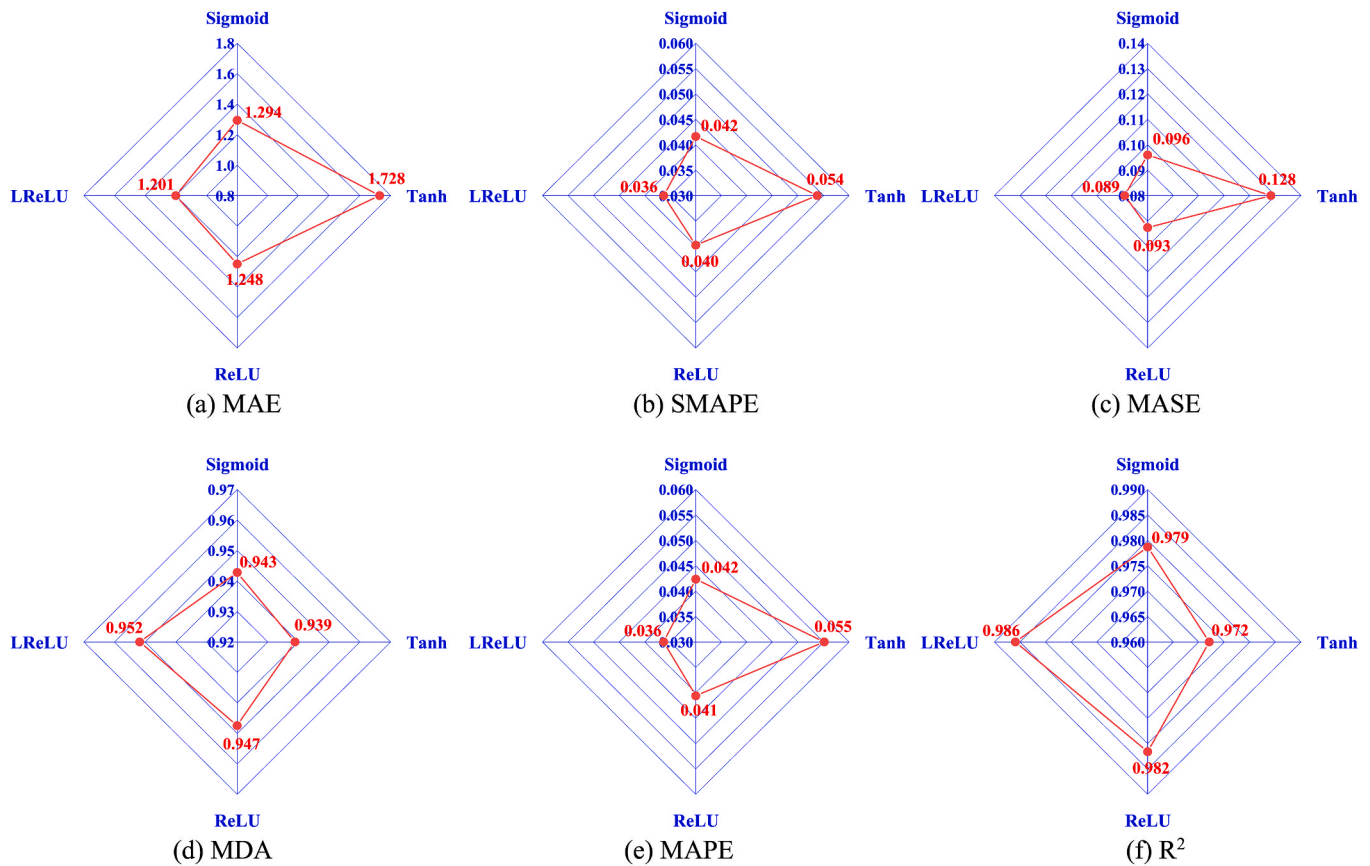 Sigmoid
1.8
1.6
1.4
1.294
1.2
1.0
1.728
1.201
LReLU
0.8
Tanh
1.248
ReLU
(a) MAE
Sigmoid
0.060
0.055
0.050
0.045
0.042
0.040
0.035
0.036
0.054
LReLU
0.030
Tanh
0.040
ReLU
(b) SMAPE
Sigmoid
0.14
0.13
0.12
0.11
0.096
0.10
0.09
0.089
0.128
LReLU
0.08
Tanh
0.093
ReLU
(c) MASE
Sigmoid
0.97
0.96
0.95
0.943
0.94
0.93
0.952
0.939
LReLU
0.92
Tanh
0.947
ReLU
(d) MDA
Sigmoid
0.060
0.055
0.050
0.045
0.042
0.040
0.035
0.036
0.055
LReLU
0.030
Tanh
0.041
ReLU
(e) MAPE
Sigmoid
0.990
0.985
0.980
0.979
0.975
0.970
0.965
0.986
0.972
LReLU
0.960
Tanh
0.982
ReLU
(f) R²